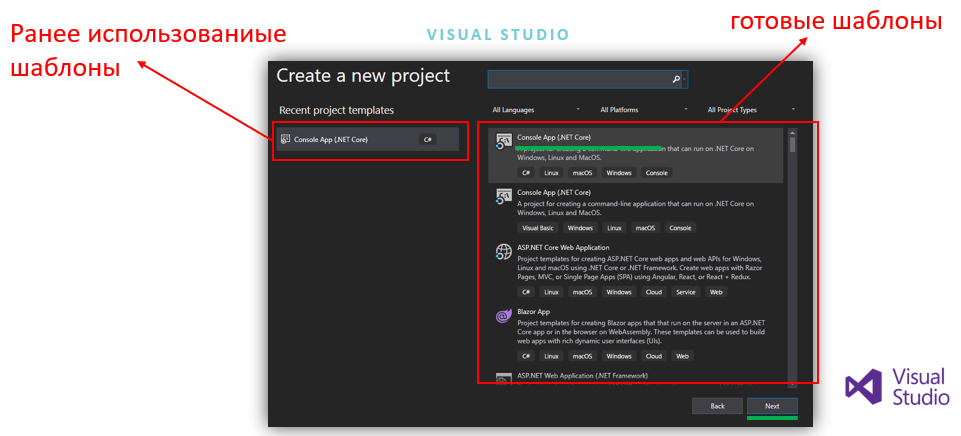 Ранее использованные
шаблоны
VISUAL STUDIO
готовые шаблоны
Create a new project
Recent project templates
Console App (.NET Core)
C#
All Languages
All Platforms
All Project Types
Console App (.NET Core)
A project for creating a command-line application that can run on .NET Core on
Windows, Linux and MacOS.
C# Linux macOS Windows Console
Console App (.NET Core)
A project for creating a command-line application that can run on .NET Core on
Windows, Linux and MacOS.
Visual Basic Windows Linux macOS Console
ASP.NET Core Web Application
Project templates for creating ASP.NET Core web apps and web APIs for Windows,
Linux and macOS using .NET Core or .NET Framework. Create web apps with Razor
Pages, MVC, or Single Page Apps (SPA) using Angular, React, or React + Redux.
C# Linux macOS Windows Cloud Service Web
Blazor App
Project templates for creating Blazor apps that that run on the server in an ASP.NET
Core app or in the browser on WebAssembly. These templates can be used to build
web apps with rich dynamic user interfaces (UIs).
C# Linux macOS Windows Cloud Web
ASP.NET Web Application (.NET Framework)
Back
Next
Visual
Studio